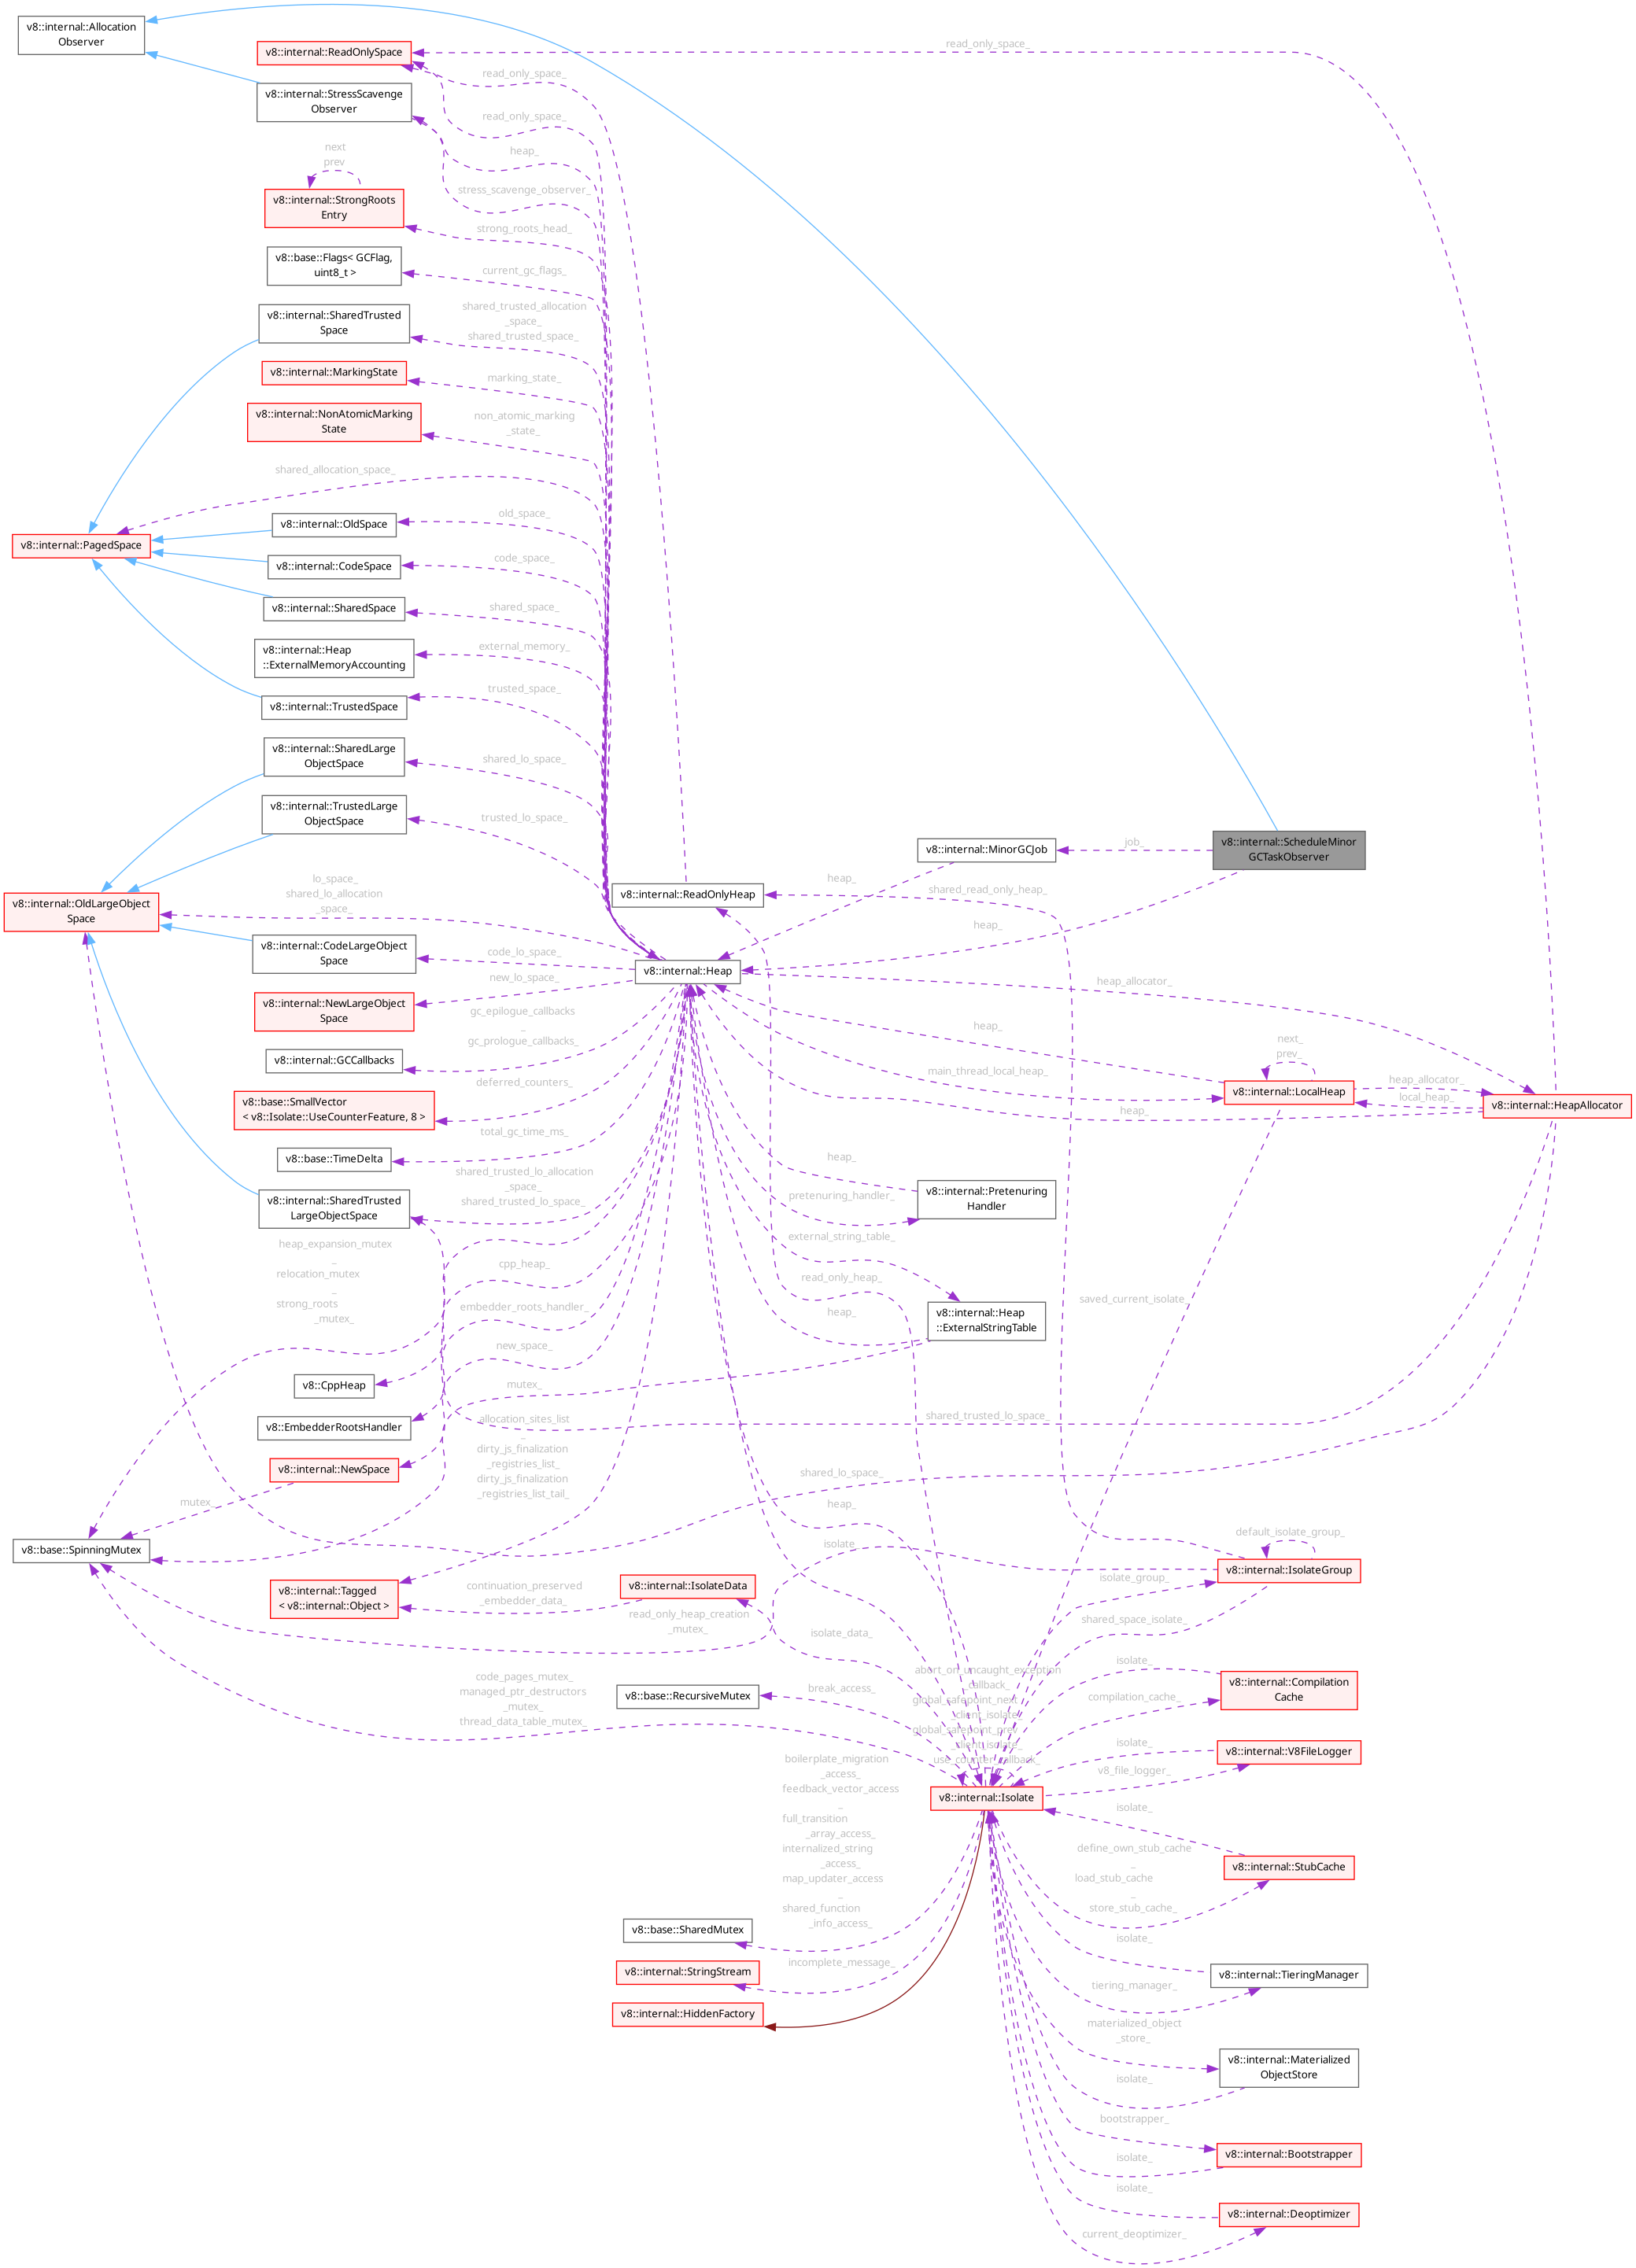 v8::internal::Allocation
Observer
v8::internal::ReadOnlySpace
read_only_space_
read_only_space_
v8::internal::StressScavenge
Observer
read_only_space_
heap_
next
prev
stress_scavenge_observer_
v8::internal::StrongRoots
Entry
strong_roots_head_
v8::base::Flags< GCFlag,
uint8_t >
current_gc_flags_
v8::internal::SharedTrusted
Space
shared_trusted_allocation
_space_
shared_trusted_space_
v8::internal::MarkingState
marking_state_
v8::internal::NonAtomicMarking
State
non_atomic_marking
_state_
shared_allocation_space_
v8::internal::PagedSpace
v8::internal::OldSpace
old_space_
v8::internal::CodeSpace
code_space_
v8::internal::SharedSpace
shared_space_
v8::internal::Heap
::ExternalMemoryAccounting
external_memory_
v8::internal::TrustedSpace
trusted_space_
v8::internal::SharedLarge
ObjectSpace
shared_lo_space_
v8::internal::TrustedLarge
ObjectSpace
trusted_lo_space_
v8::internal::MinorGCJob
job_
v8::internal::ScheduleMinor
GCTaskObserver
v8::internal::OldLargeObject
Space
lo_space_
shared_lo_allocation
_space_
v8::internal::ReadOnlyHeap
heap_
shared_read_only_heap_
heap_
v8::internal::CodeLargeObject
Space
code_lo_space_
v8::internal::Heap
new_lo_space_
heap_allocator_
v8::internal::NewLargeObject
Space
gc_epilogue_callbacks
_
gc_prologue_callbacks_
heap_
next_
prev_
v8::internal::GCCallbacks
main_thread_local_heap_
v8::internal::LocalHeap
heap_allocator_
local_heap_
v8::internal::HeapAllocator
deferred_counters_
v8::base::SmallVector
< v8::Isolate::UseCounterFeature, 8 >
heap_
total_gc_time_ms_
v8::base::TimeDelta
heap_
v8::internal::Pretenuring
Handler
pretenuring_handler_
shared_trusted_lo_allocation
_space_
shared_trusted_lo_space_
v8::internal::SharedTrusted
LargeObjectSpace
external_string_table_
heap_expansion_mutex
_
relocation_mutex
_
strong_roots
_mutex_
cpp_heap_
read_only_heap_
heap_
v8::internal::Heap
::ExternalStringTable
saved_current_isolate_
embedder_roots_handler_
new_space_
v8::CppHeap
mutex_
v8::EmbedderRootsHandler
allocation_sites_list
_
dirty_js_finalization
_registries_list_
dirty_js_finalization
_registries_list_tail_
shared_trusted_lo_space_
v8::internal::NewSpace
shared_lo_space_
mutex_
heap_
v8::base::SpinningMutex
isolate_
default_isolate_group_
v8::internal::IsolateGroup
v8::internal::Tagged
< v8::internal::Object >
continuation_preserved
_embedder_data_
v8::internal::IsolateData
isolate_group_
read_only_heap_creation
_mutex_
isolate_data_
shared_space_isolate_
code_pages_mutex_
managed_ptr_destructors
_mutex_
thread_data_table_mutex_
v8::base::RecursiveMutex
break_access_
abort_on_uncaught_exception
_callback_
global_safepoint_next
_client_isolate_
global_safepoint_prev
_client_isolate_
use_counter_callback_
isolate_
v8::internal::Compilation
Cache
compilation_cache_
isolate_
v8::internal::V8FileLogger
v8_file_logger_
v8::internal::Isolate
boilerplate_migration
_access_
feedback_vector_access
_
full_transition
_array_access_
internalized_string
_access_
map_updater_access
_
shared_function
_info_access_
isolate_
define_own_stub_cache
_
load_stub_cache
_
store_stub_cache_
v8::internal::StubCache
v8::base::SharedMutex
isolate_
incomplete_message_
v8::internal::StringStream
v8::internal::TieringManager
tiering_manager_
v8::internal::HiddenFactory
materialized_object
_store_
v8::internal::Materialized
ObjectStore
isolate_
bootstrapper_
v8::internal::Bootstrapper
isolate_
isolate_
v8::internal::Deoptimizer
current_deoptimizer_